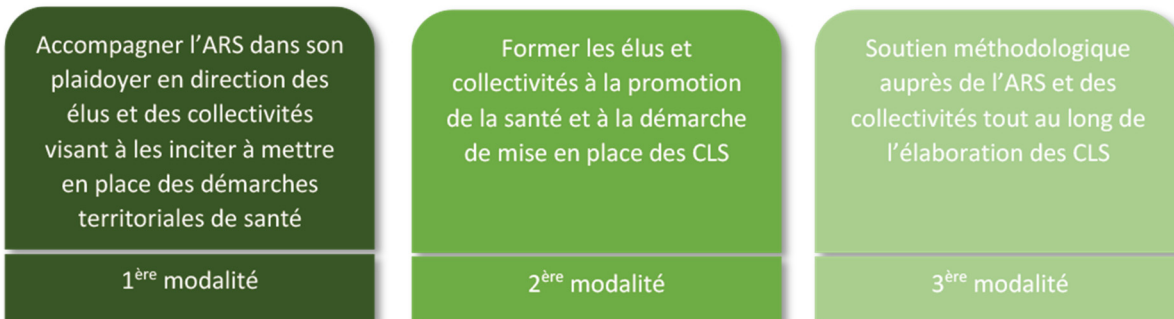 Accompagner l’ARS dans son
plaidoyer en direction des
élus et des collectivités
visant à les inciter à mettre
en place des démarches
territoriales de santé
1ère modalité
Former les élus et
collectivités à la promotion
de la santé et à la démarche
de mise en place des CLS
2ère modalité
Soutien méthodologique
auprès de l’ARS et des
collectivités tout au long de
l’élaboration des CLS
3ère modalité